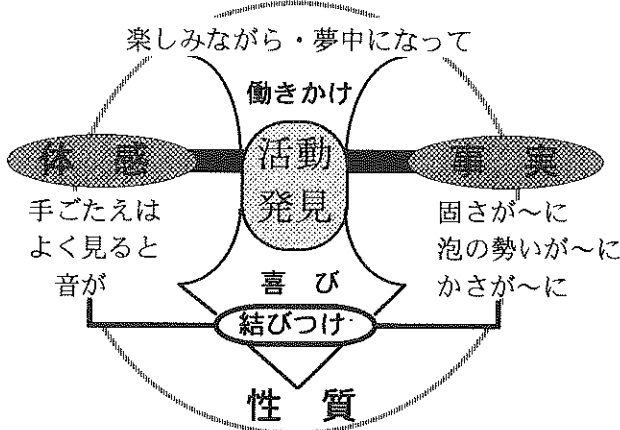 楽しみながら・夢中になって
働きかけ
体 感
活動
発見
事 実
手ごたえは
よく見ると
音が
固さが～に
泡の勢いが～に
かさが～に
喜 び
結びつけ
性 質